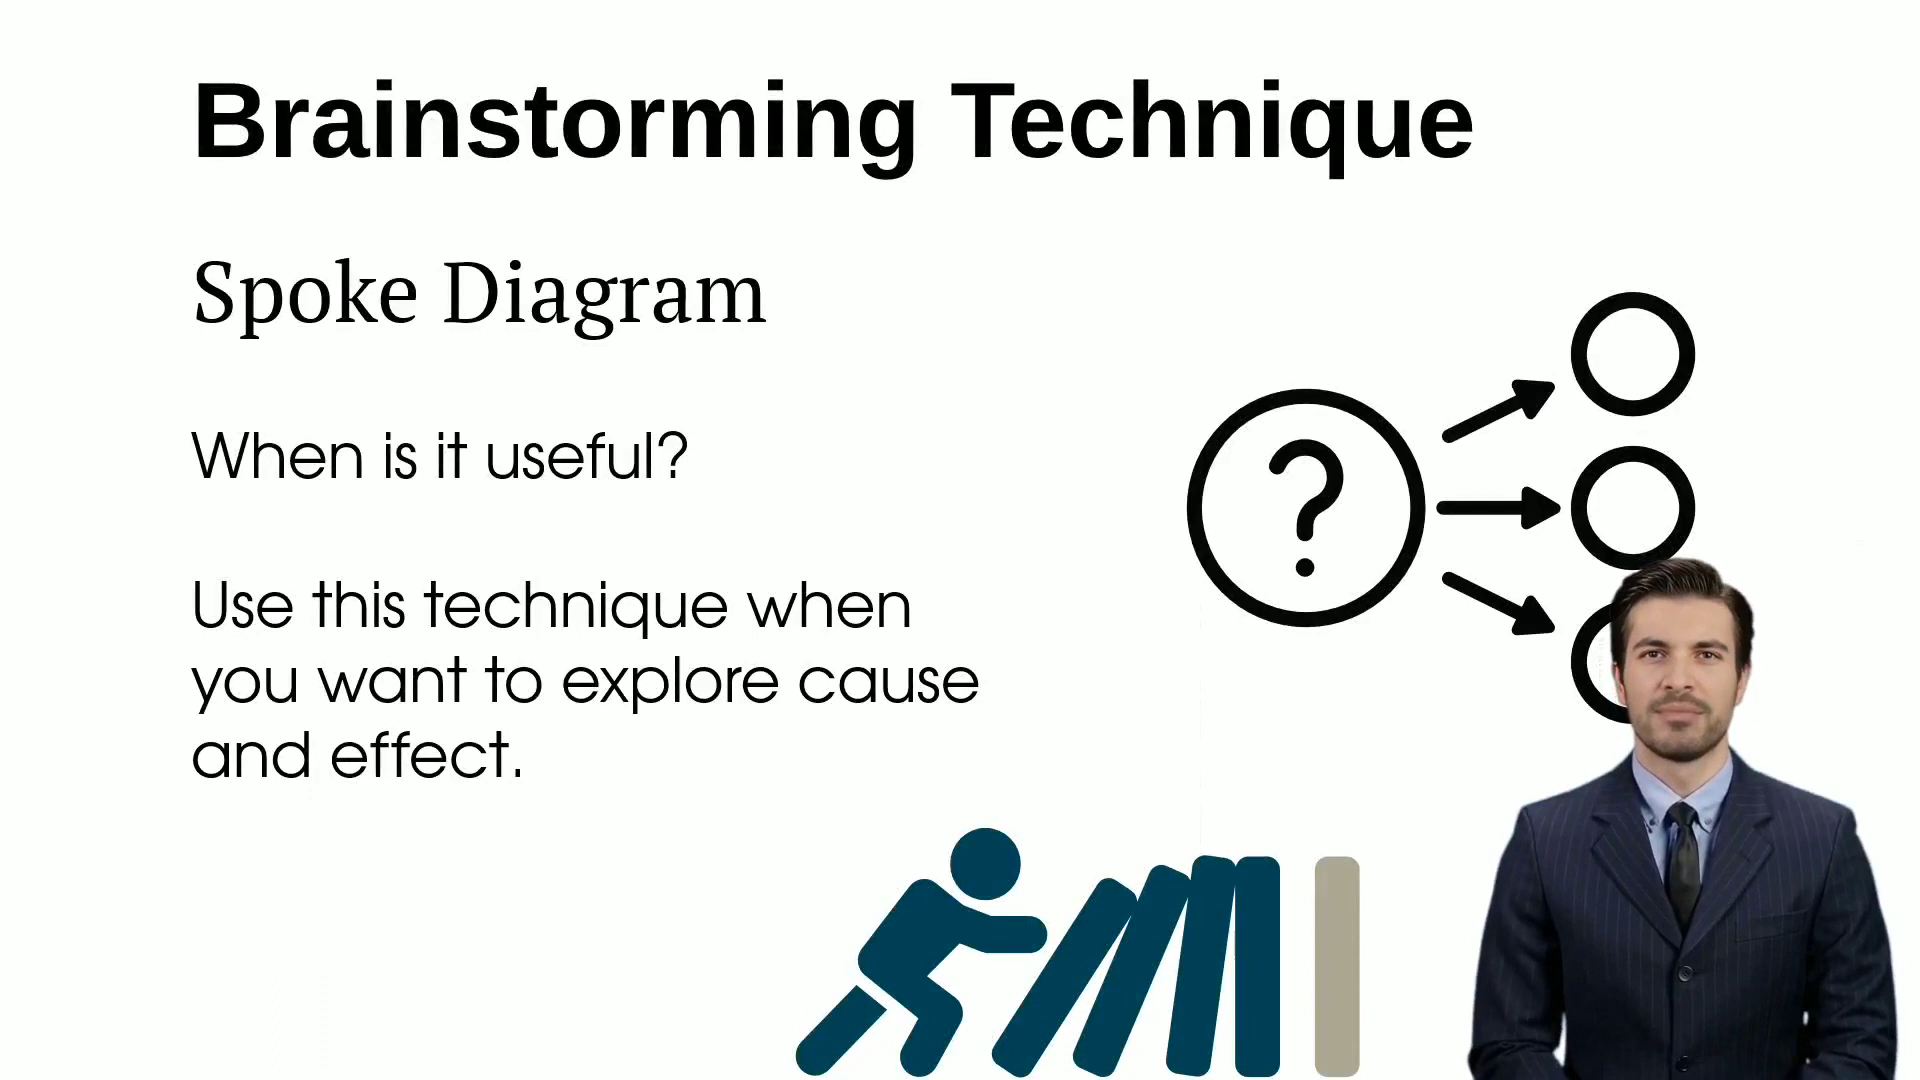 Brainstorming Technique
Spoke Diagram
When is it useful?
Use this technique when
you want to explore cause
and effect.
?